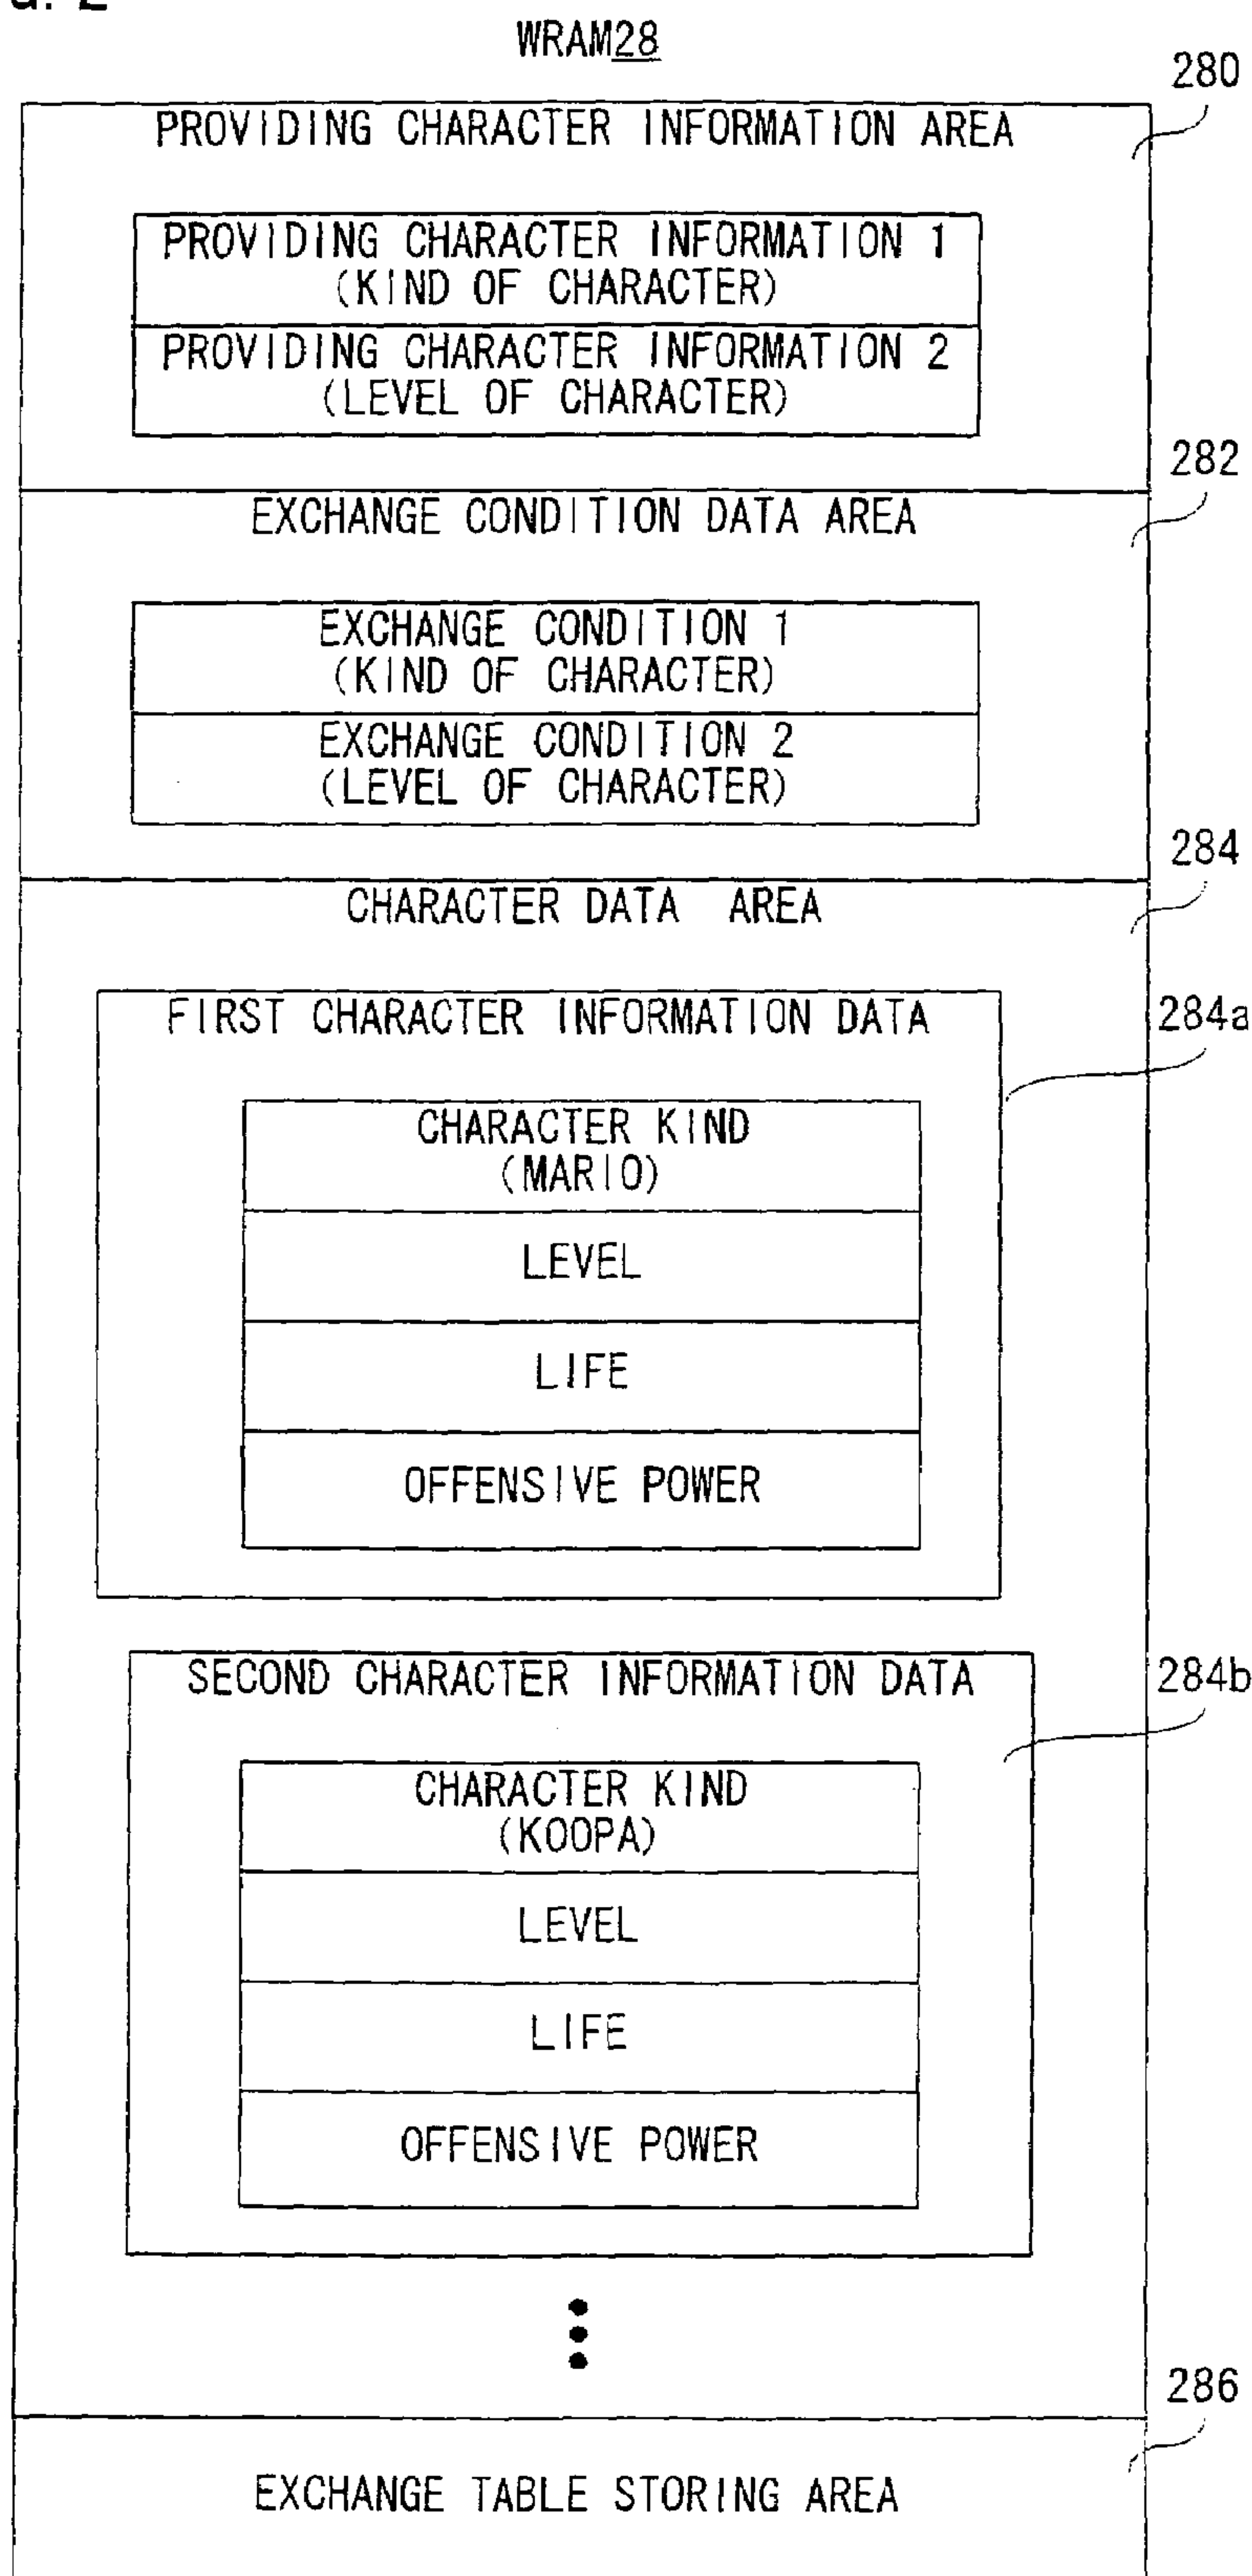 WRAM28
280
PROVIDING CHARACTER INFORMATION AREA
PROVIDING CHARACTER INFORMATION 1
(KIND OF CHARACTER)
PROVIDING CHARACTER INFORMATION 2
(LEVEL OF CHARACTER)
282
EXCHANGE CONDITION DATA AREA
EXCHANGE CONDITION 1
(KIND OF CHARACTER)
EXCHANGE CONDITION 2
(LEVEL OF CHARACTER)
284
CHARACTER DATA AREA
FIRST CHARACTER INFORMATION DATA
284a
CHARACTER KIND
(MARIO)
LEVEL
LIFE
OFFENSIVE POWER
SECOND CHARACTER INFORMATION DATA
284b
CHARACTER KIND
(KOOPA)
LEVEL
LIFE
OFFENSIVE POWER
286
EXCHANGE TABLE STORING AREA